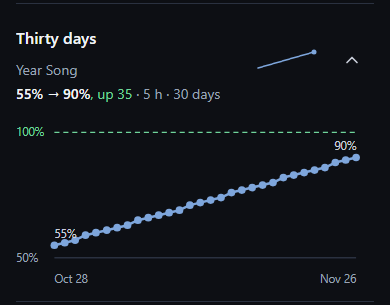 Thirty days
Year Song
55% → 90%, up 35 · 5 h · 30 days
100%
90%
55%
50%
Oct 28
Nov 26